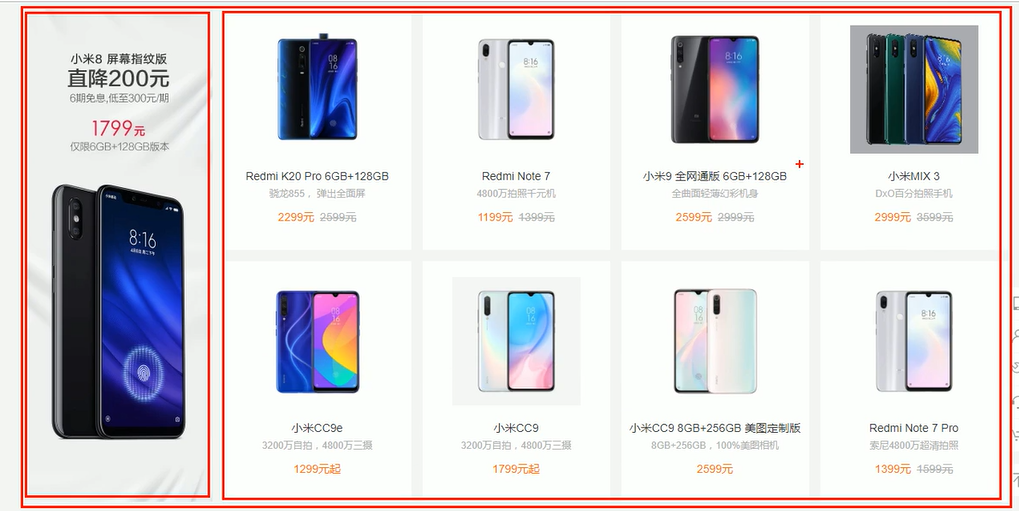 小米8 屏幕指纹版
直降200元
6期免息,低至300元/期
1799元
仅限6GB+128GB版本
8:16
Redmi K20 Pro 6GB+128GB
骁龙855， 弹出全面屏
2299元 2599元
8:16
Redmi Note 7
4800万拍照千元机
1199元 1399元
8:16
小米9 全网通版 6GB+128GB
全曲面轻薄幻彩机身
2599元 2999元
小米MIX 3
DxO百分拍照手机
2999元 3599元
小米CC9e
3200万自拍，4800万三摄
1299元起
小米CC9
3200万自拍，4800万三摄
1799元起
小米CC9 8GB+256GB 美图定制版
8GB+256GB，100%美图相机
2599元
8:16
Redmi Note 7 Pro
索尼4800万超清拍照
1399元 1599元